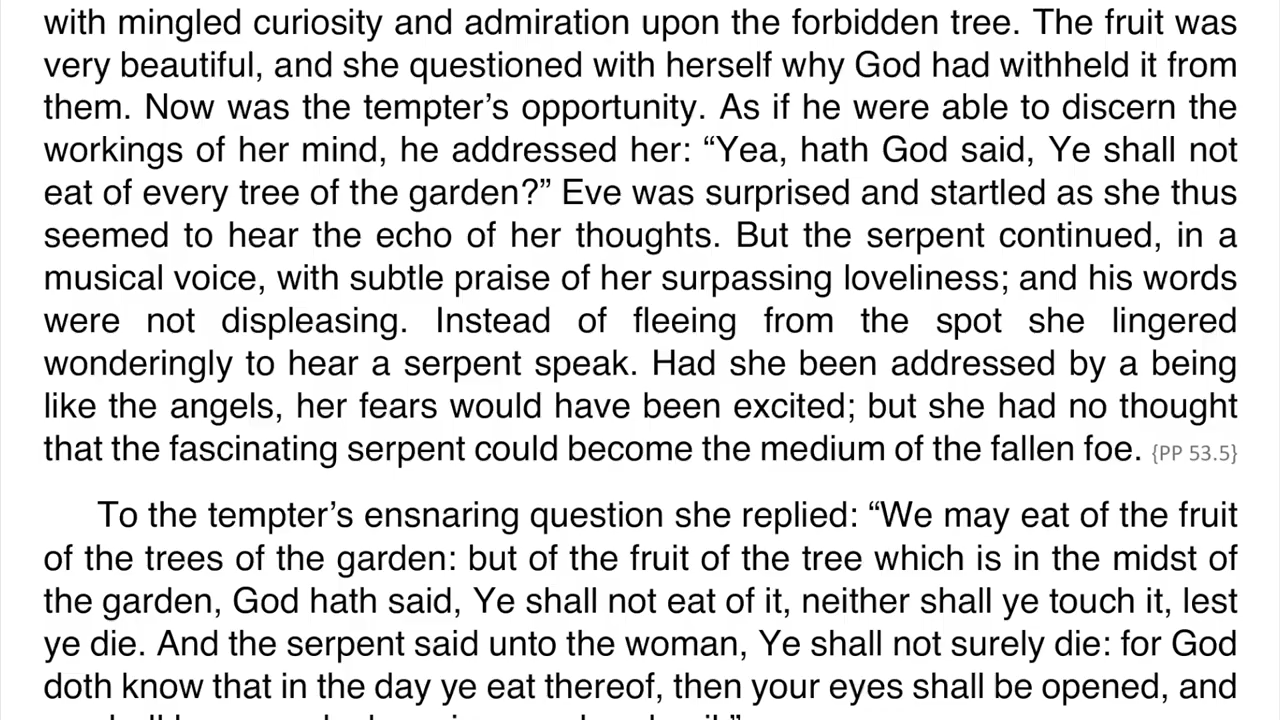 with mingled curiosity and admiration upon the forbidden tree. The fruit was
very beautiful, and she questioned with herself why God had withheld it from
them. Now was the tempter’s opportunity. As if he were able to discern the
workings of her mind, he addressed her: “Yea, hath God said, Ye shall not
eat of every tree of the garden?” Eve was surprised and startled as she thus
seemed to hear the echo of her thoughts. But the serpent continued, in a
musical voice, with subtle praise of her surpassing loveliness; and his words
were not displeasing. Instead of fleeing from the spot she lingered
wonderingly to hear a serpent speak. Had she been addressed by a being
like the angels, her fears would have been excited; but she had no thought
that the fascinating serpent could become the medium of the fallen foe. {PP 53.5}
To the tempter’s ensnaring question she replied: “We may eat of the fruit
of the trees of the garden: but of the fruit of the tree which is in the midst of
the garden, God hath said, Ye shall not eat of it, neither shall ye touch it, lest
ye die. And the serpent said unto the woman, Ye shall not surely die: for God
doth know that in the day ye eat thereof, then your eyes shall be opened, and